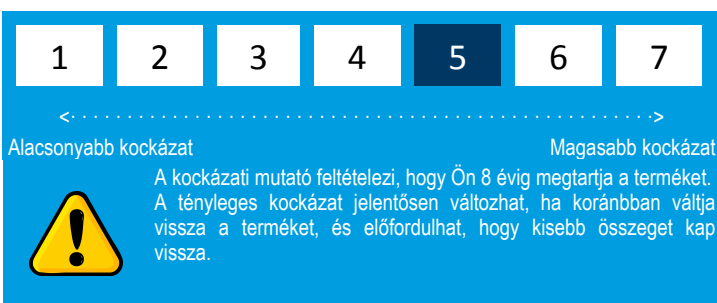 1 2 3 4 5 6 7
<· · · · · · · · · · · · · · · · · · · · · · · · · · · · · · · · · · · · · · · · · · · · · · · · · · · ·>
Alacsonyabb kockázat Magasabb kockázat
A kockázati mutató feltételezi, hogy Ön 8 évig megtartja a terméket.
A tényleges kockázat jelentősen változhat, ha koránbban váltja
vissza a terméket, és előfordulhat, hogy kisebb összeget kap
vissza.